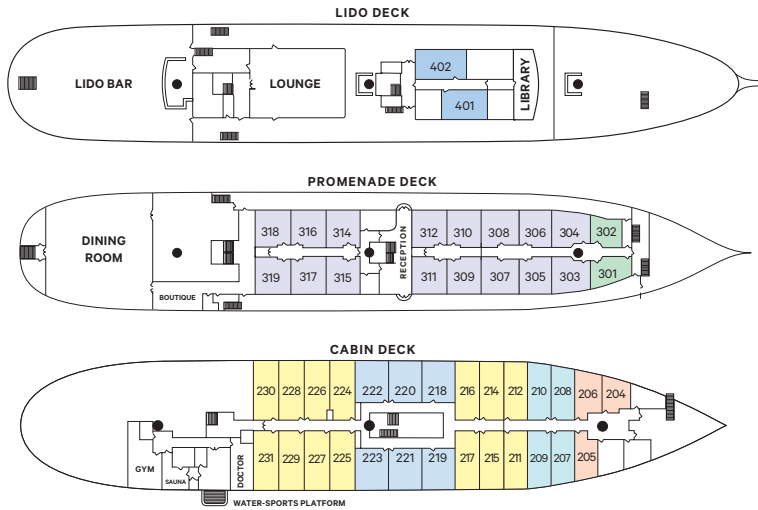 LIDO DECK
LIDO BAR
LOUNGE
402
401
LIBRARY
PROMENADE DECK
DINING
ROOM
BOUTIQUE
318 316 314
319 317 315
RECEPTION
312 310 308 306 304 302
311 309 307 305 303 301
CABIN DECK
230 228 226 224 222 220 218 216 214 212 210 208 206 204
231 229 227 225 223 221 219 217 215 211 209 207 205
GYM
SAUNA
DOCTOR
WATER-SPORTS PLATFORM